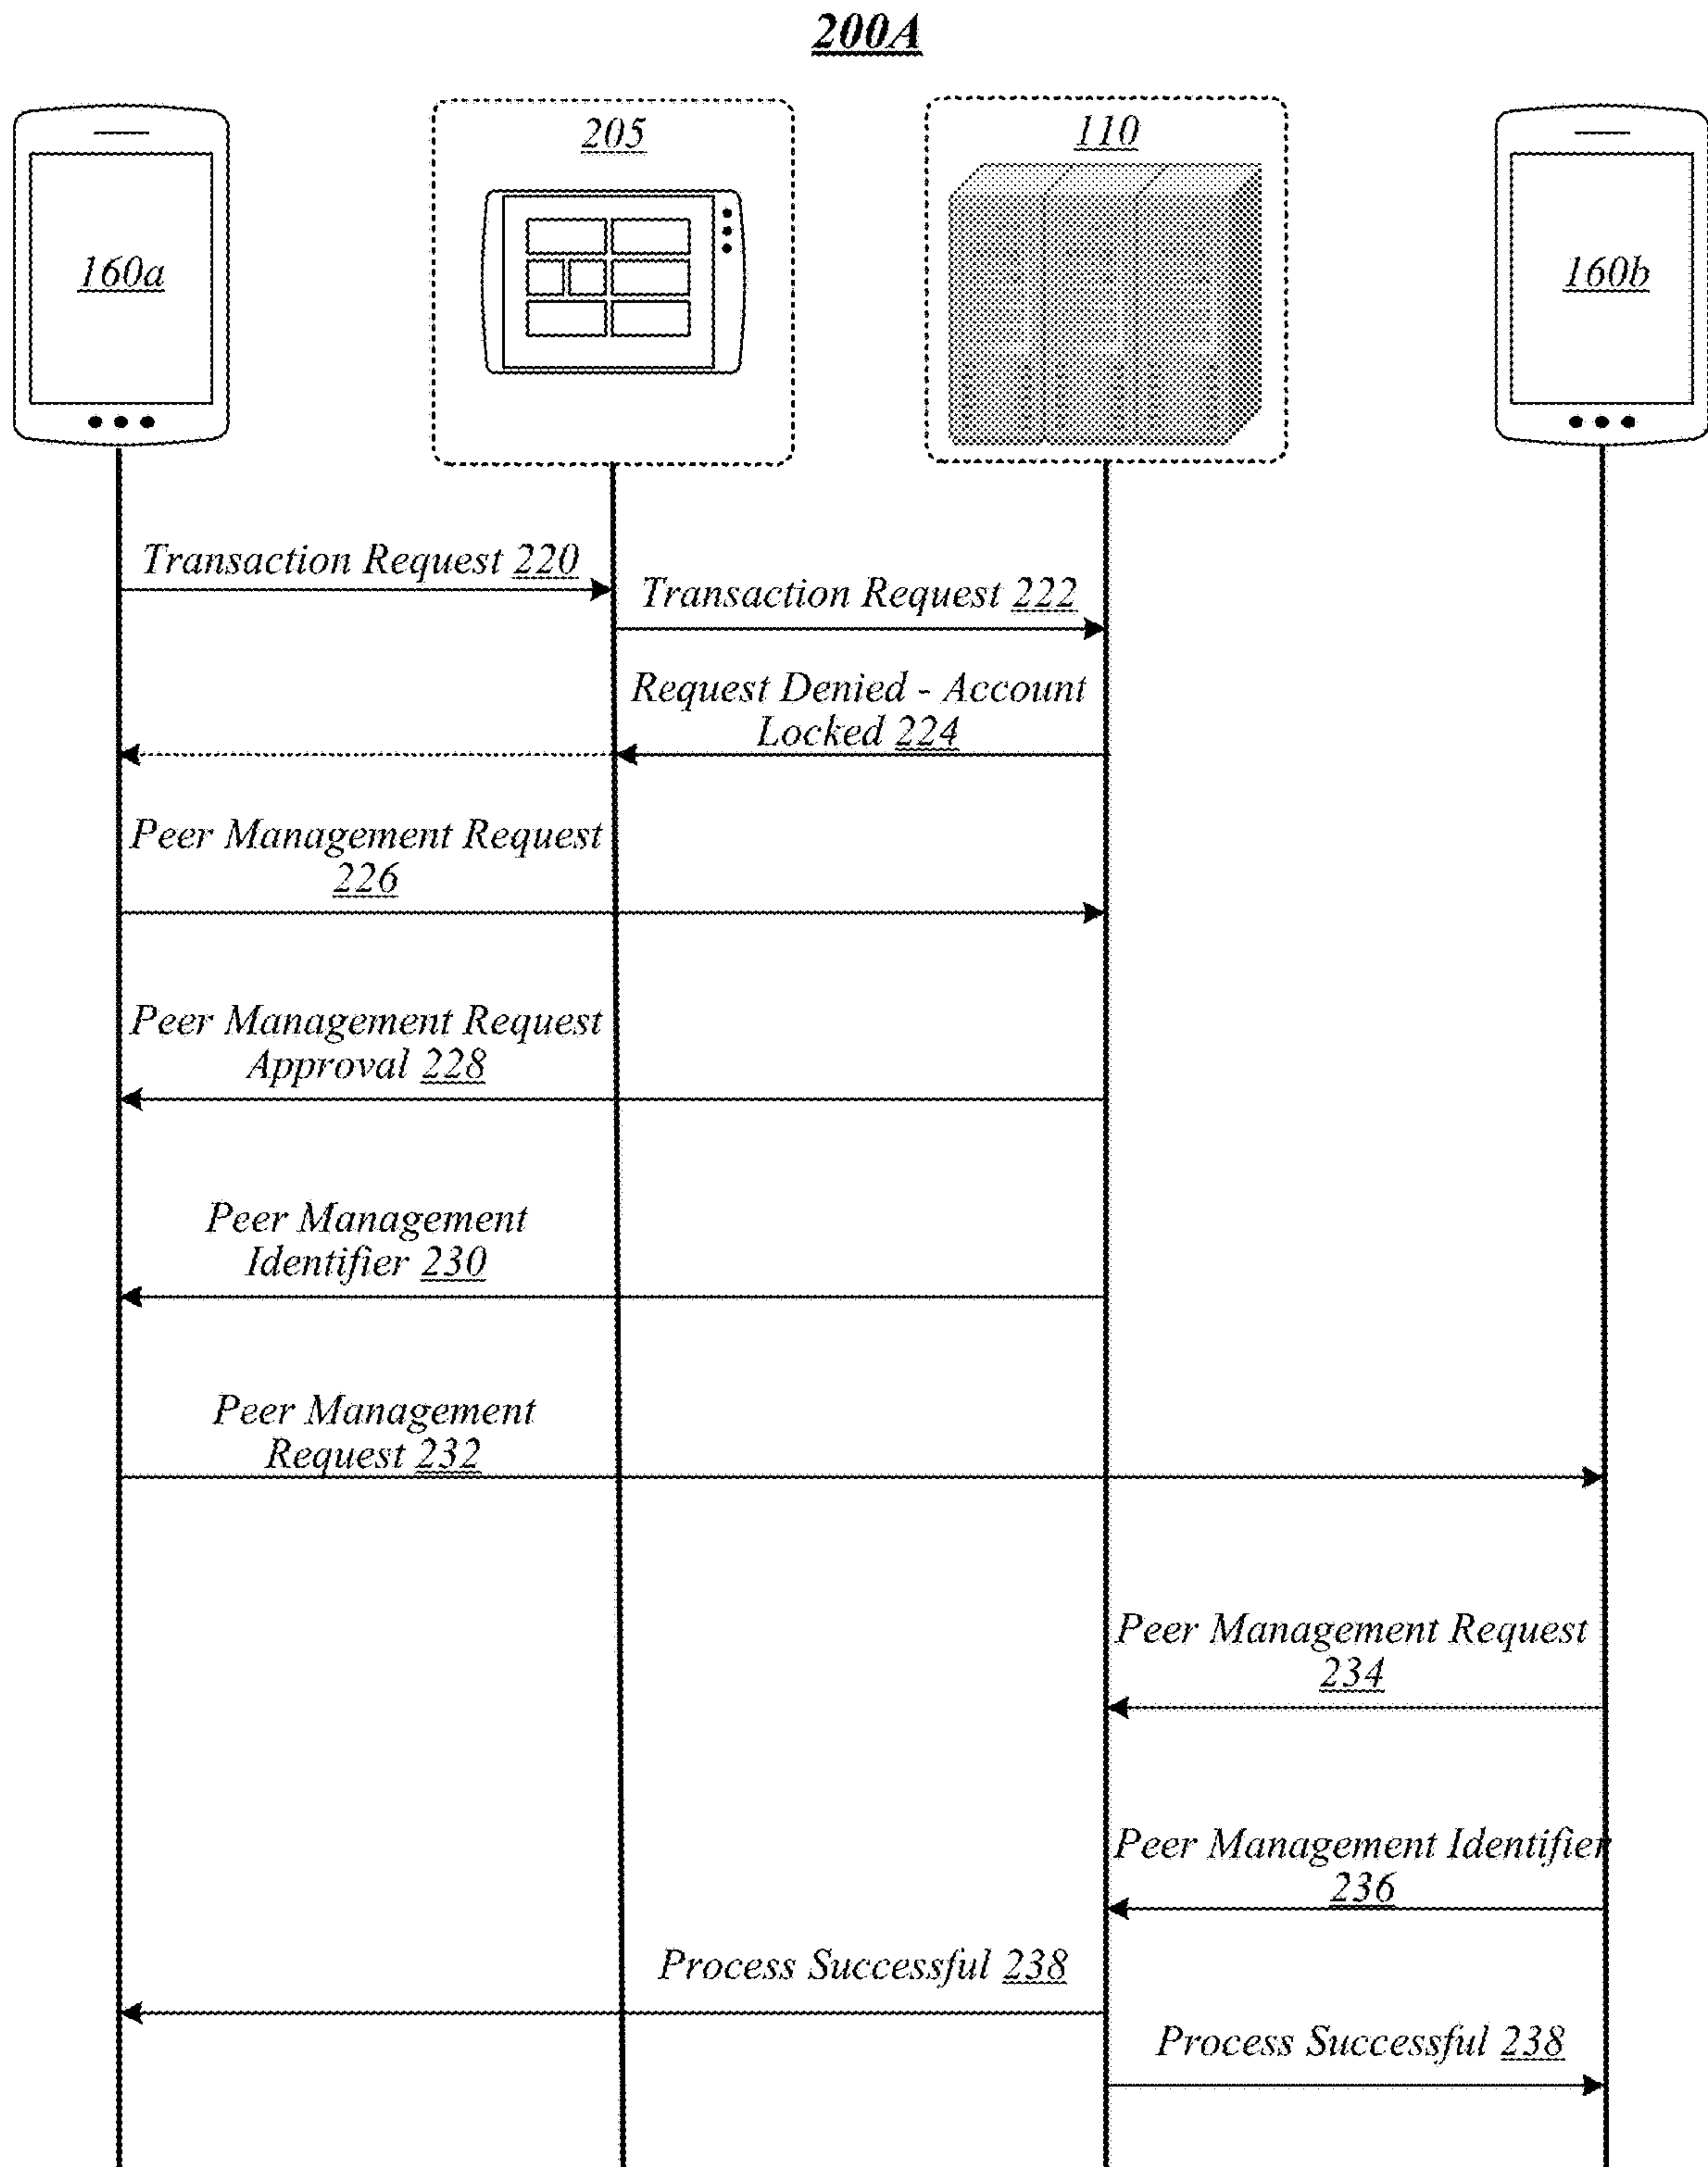 200A
160a
205
110
160b
Transaction Request 220
Transaction Request 222
Request Denied - Account
Locked 224
Peer Management Request
226
Peer Management Request
Approval 228
Peer Management
Identifier 230
Peer Management
Request 232
Peer Management Request
234
Peer Management Identifier
236
Process Successful 238
Process Successful 238